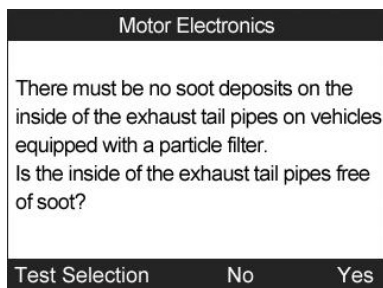 Motor Electronics
There must be no soot deposits on the
inside of the exhaust tail pipes on vehicles
equipped with a particle filter.
Is the inside of the exhaust tail pipes free
of soot?
Test Selection No Yes